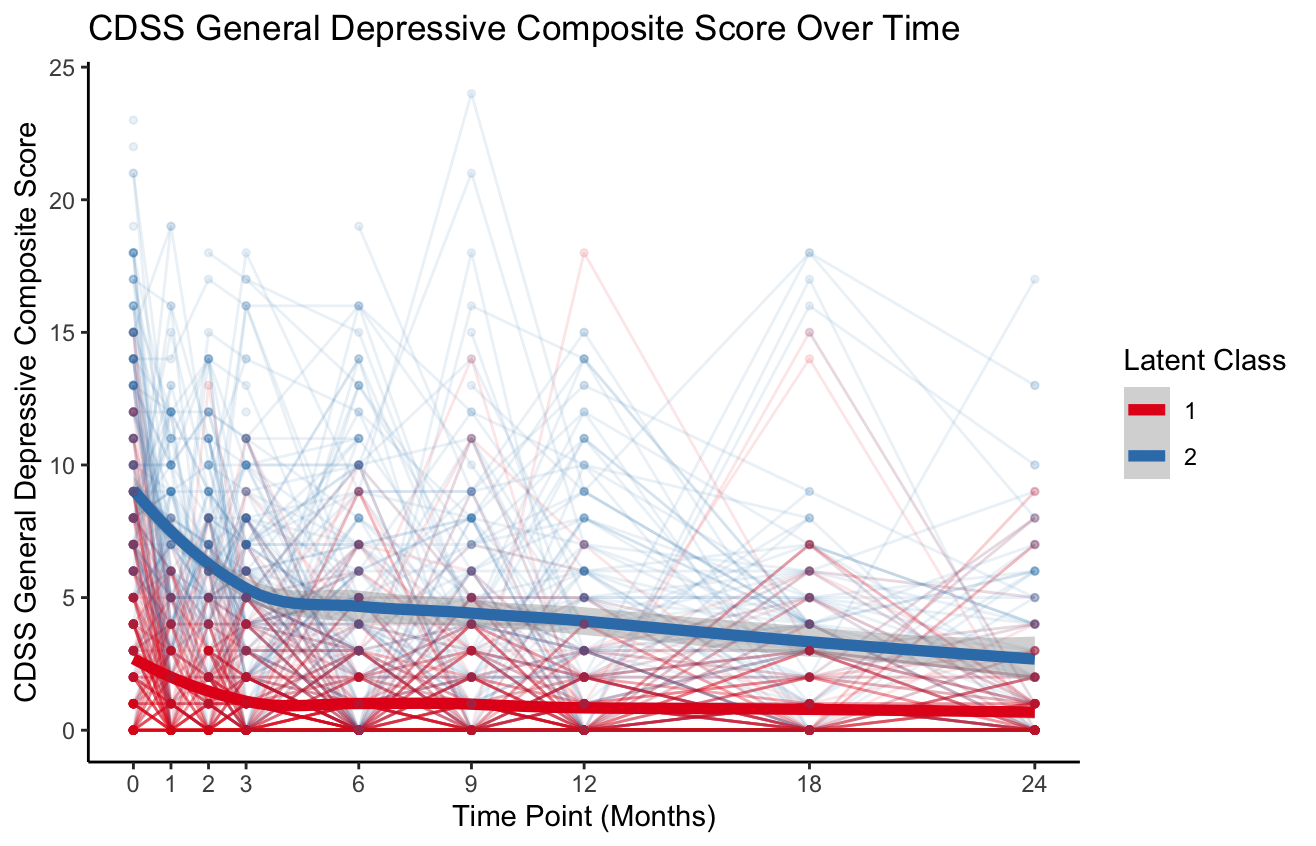 CDSS General Depressive Composite Score Over Time
CDSS General Depressive Composite Score
25
20
15
10
5
0
0 1 2 3 6 9 12 18 24
Time Point (Months)
Latent Class
1
2